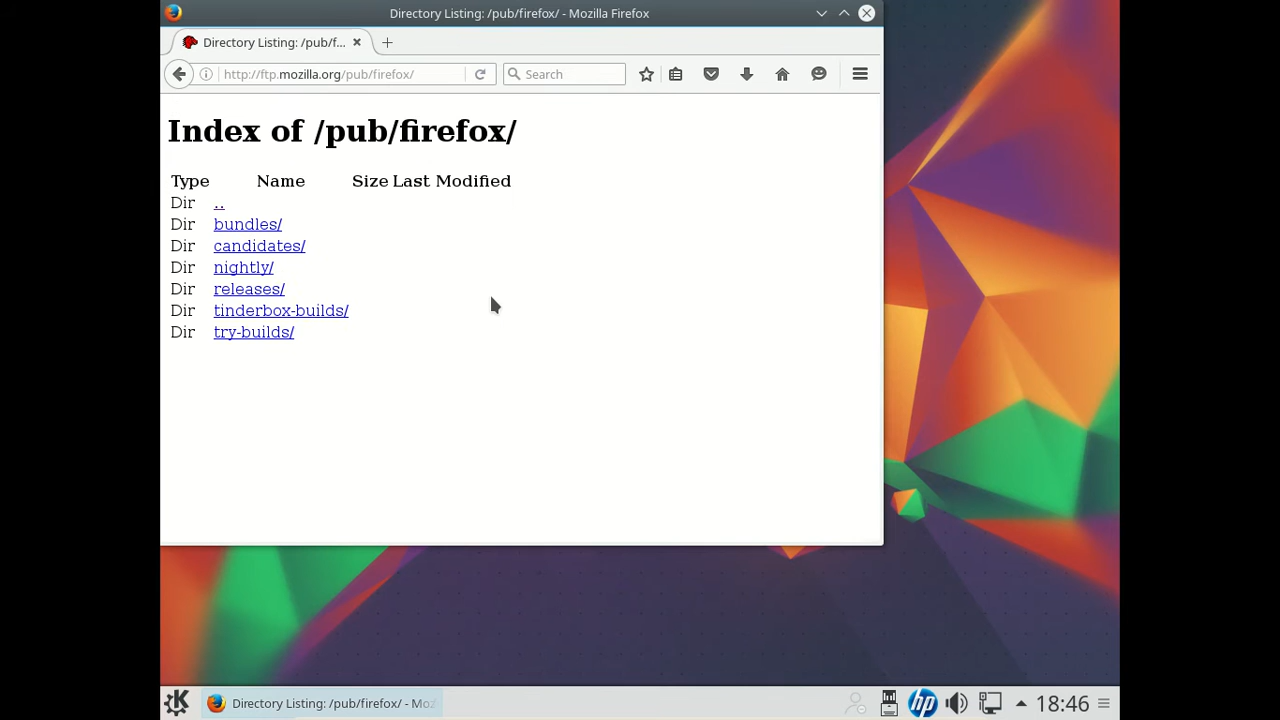 Directory Listing: /pub/firefox/ - Mozilla Firefox
Directory Listing: /pub/f...
http://ftp.mozilla.org/pub/firefox/
Search
Index of /pub/firefox/
Type Name Size Last Modified
Dir ..
Dir bundles/
Dir candidates/
Dir nightly/
Dir releases/
Dir tinderbox-builds/
Dir try-builds/
Directory Listing: /pub/firefox/ - Mo
hp
18:46